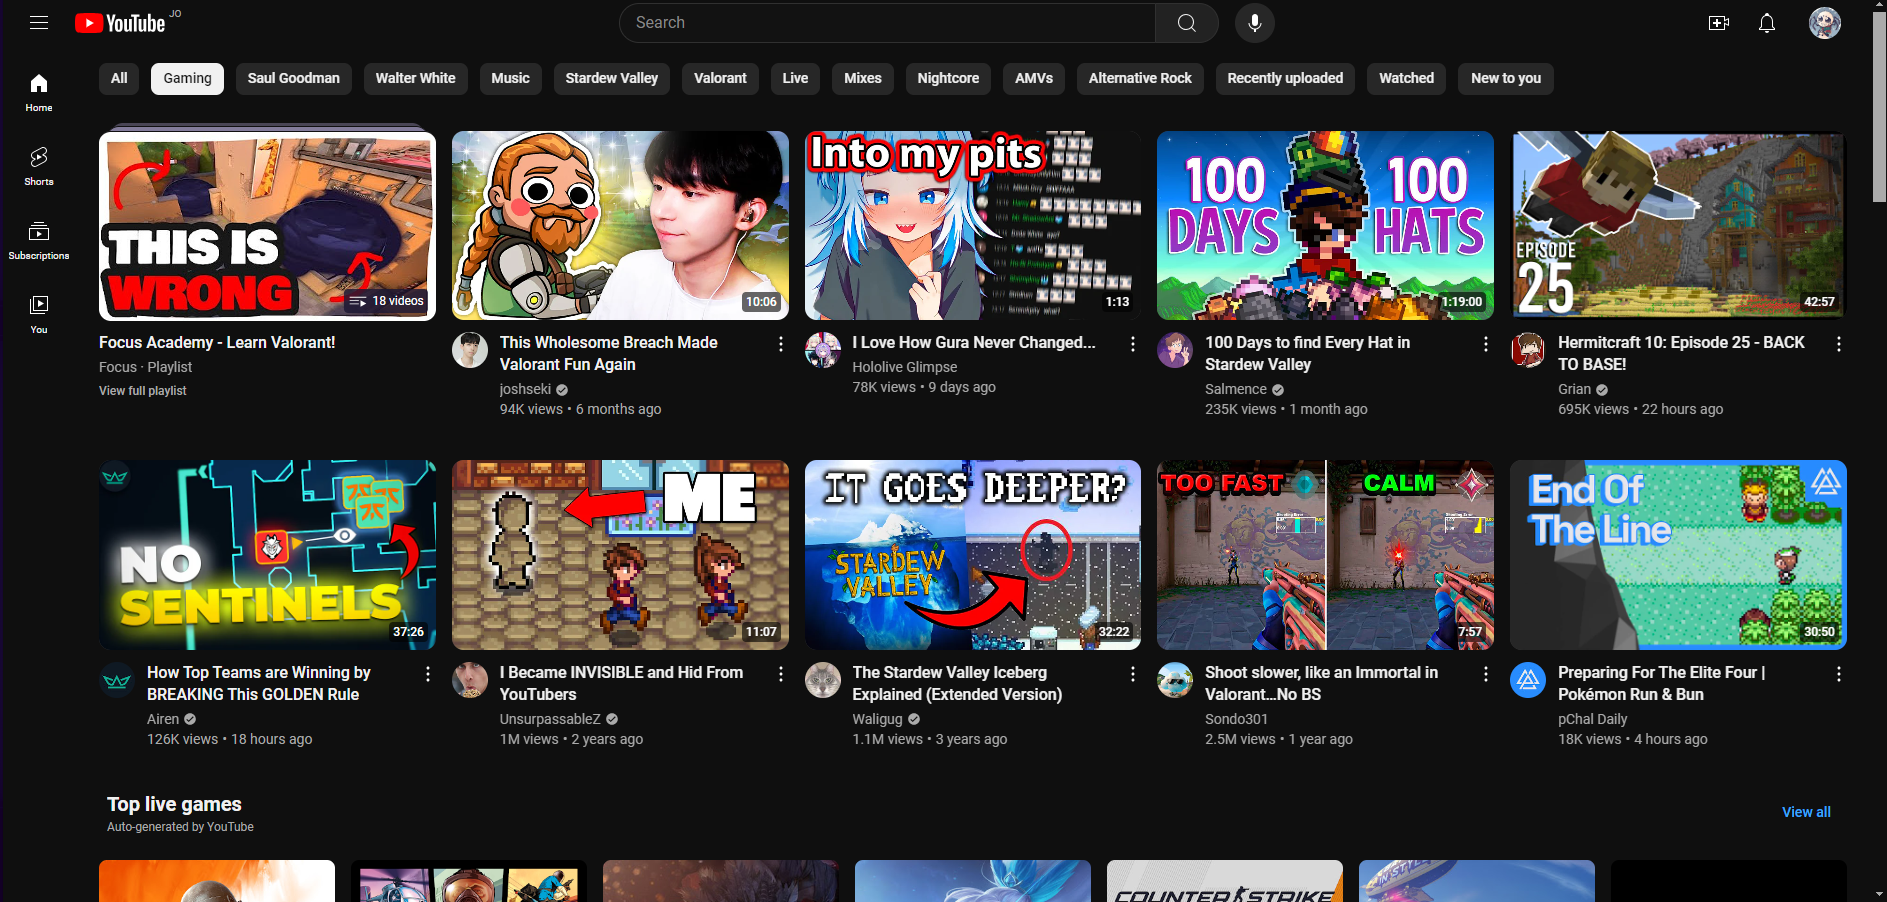 YouTube JO
Search
Home
Shorts
Subscriptions
You
All
Gaming
Saul Goodman
Walter White
Music
Stardew Valley
Valorant
Live
Mixes
Nightcore
AMVs
Alternative Rock
Recently uploaded
Watched
New to you
THIS IS
WRONG
18 videos
10:06
Into my pits
1:13
100 DAYS
100 HATS
1:19:00
EPISODE
25
42:57
Focus Academy - Learn Valorant!
Focus · Playlist
View full playlist
This Wholesome Breach Made
Valorant Fun Again
joshseki
94K views • 6 months ago
I Love How Gura Never Changed...
Hololive Glimpse
78K views • 9 days ago
100 Days to find Every Hat in
Stardew Valley
Salmence
235K views • 1 month ago
Hermitcraft 10: Episode 25 - BACK
TO BASE!
Grian
695K views • 22 hours ago
NO
SENTINELS
37:26
ME
11:07
IT GOES DEEPER?
STARDEW
VALLEY
32:22
TOO FAST
CALM
7:57
End Of
The Line
30:50
How Top Teams are Winning by
BREAKING This GOLDEN Rule
Airen
126K views • 18 hours ago
I Became INVISIBLE and Hid From
YouTubers
UnsurpassableZ
1M views • 2 years ago
The Stardew Valley Iceberg
Explained (Extended Version)
Waligug
1.1M views • 3 years ago
Shoot slower, like an Immortal in
Valorant...No BS
Sondo301
2.5M views • 1 year ago
Preparing For The Elite Four |
Pokémon Run & Bun
pChal Daily
18K views • 4 hours ago
Top live games
Auto-generated by YouTube
View all
COUNTER STRIKE
IN STYLE